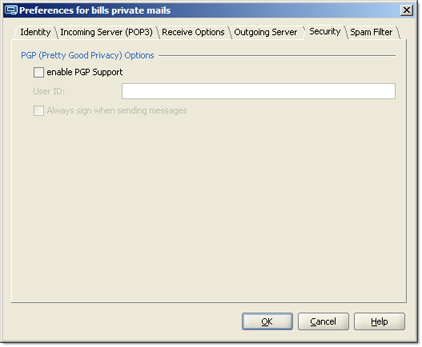 Preferences for bills private mails
Identity Incoming Server (POP3) Receive Options Outgoing Server Security Spam Filter
PGP (Pretty Good Privacy) Options
enable PGP Support
User ID:
Always sign when sending messages
OK Cancel Help